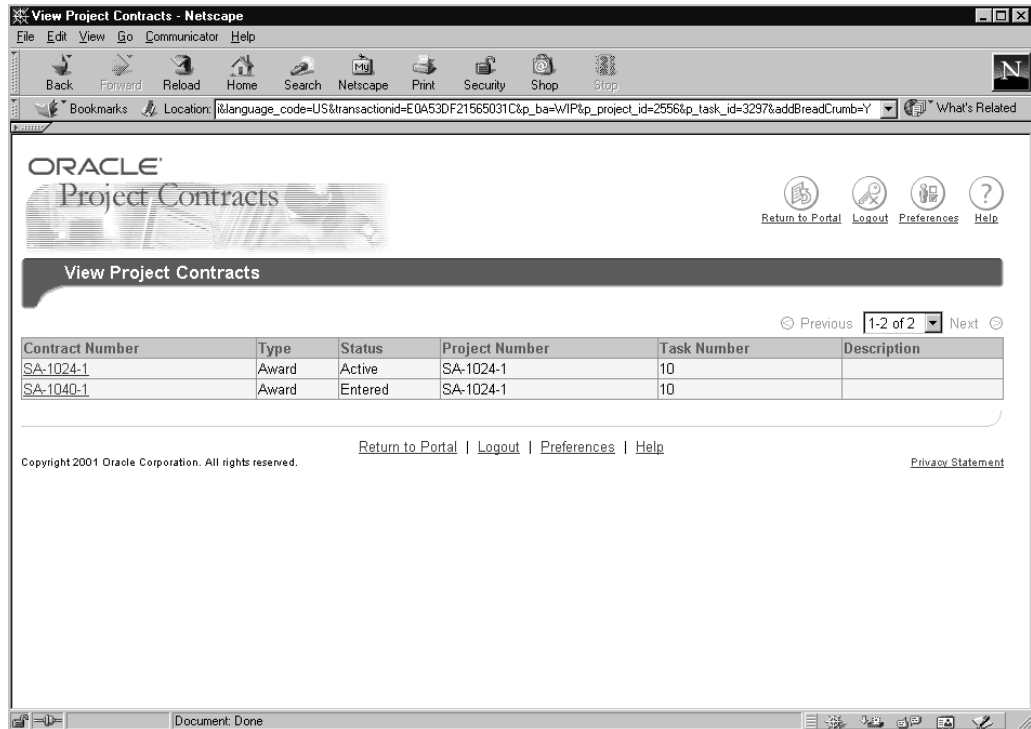 View Project Contracts - Netscape
File Edit View Go Communicator Help
Back Forward Reload Home Search Netscape Print Security Shop Stop
My
N
Bookmarks Location: i&language_code=US&transactionid=E0A53DF21565031C&p_ba=WIP&p_project_id=2556&p_task_id=3297&addBreadCrumb=Y What's Related
ORACLE
Project Contracts
Return to Portal Logout Preferences Help
View Project Contracts
Previous 1-2 of 2 Next
Contract Number Type Status Project Number Task Number Description
SA-1024-1 Award Active SA-1024-1 10
SA-1040-1 Award Entered SA-1024-1 10
Return to Portal | Logout | Preferences | Help
Copyright 2001 Oracle Corporation. All rights reserved. Privacy Statement
Document: Done